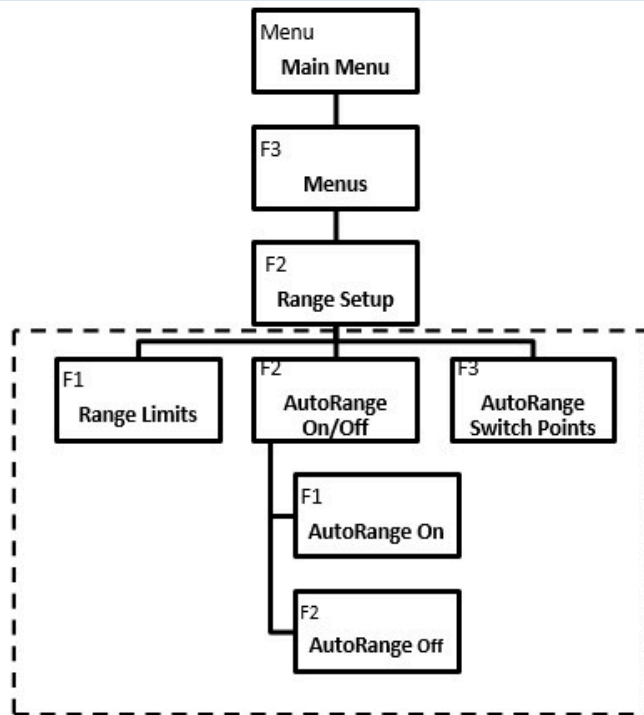 Menu
Main Menu
F3
Menus
F2
Range Setup
F1
Range Limits
F2
AutoRange
On/Off
F3
AutoRange
Switch Points
F1
AutoRange On
F2
AutoRange Off